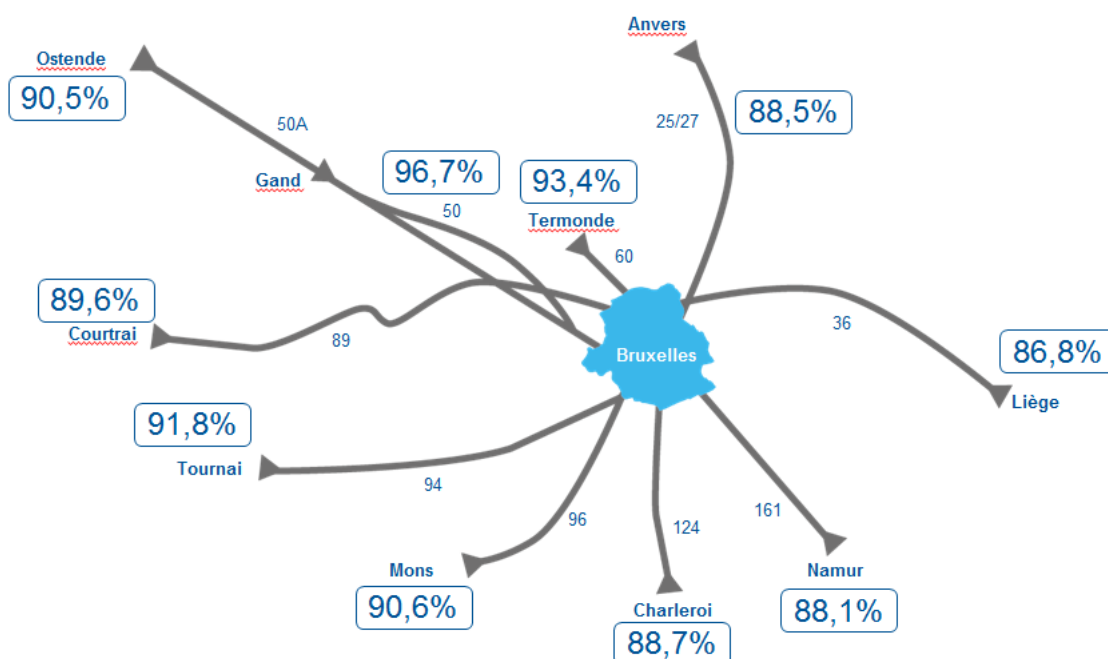 Anvers
Ostende
90,5%
88,5%
25/27
50A
96,7%
93,4%
Gand
50
Termonde
60
89,6%
Courtrai
89
36
Bruxelles
86,8%
Liège
91,8%
Tournai
94
96
124
161
Mons
90,6%
Namur
88,1%
Charleroi
88,7%